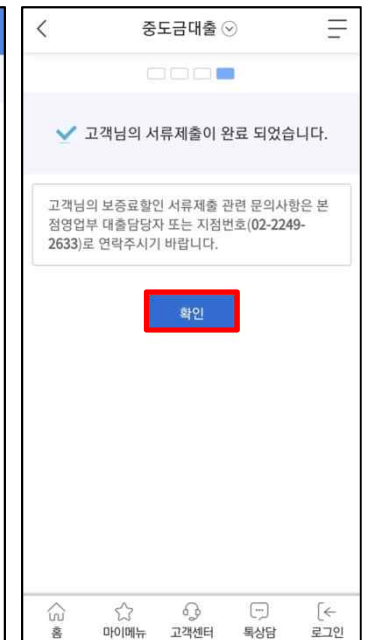 중도금대출
고객님의 서류제출이 완료 되었습니다.
고객님의 보증료할인 서류제출 관련 문의사항은 본
점영업부 대출담당자 또는 지점번호(02-2249-
2633)로 연락주시기 바랍니다.
확인
홈 마이메뉴 고객센터 톡상담 로그인